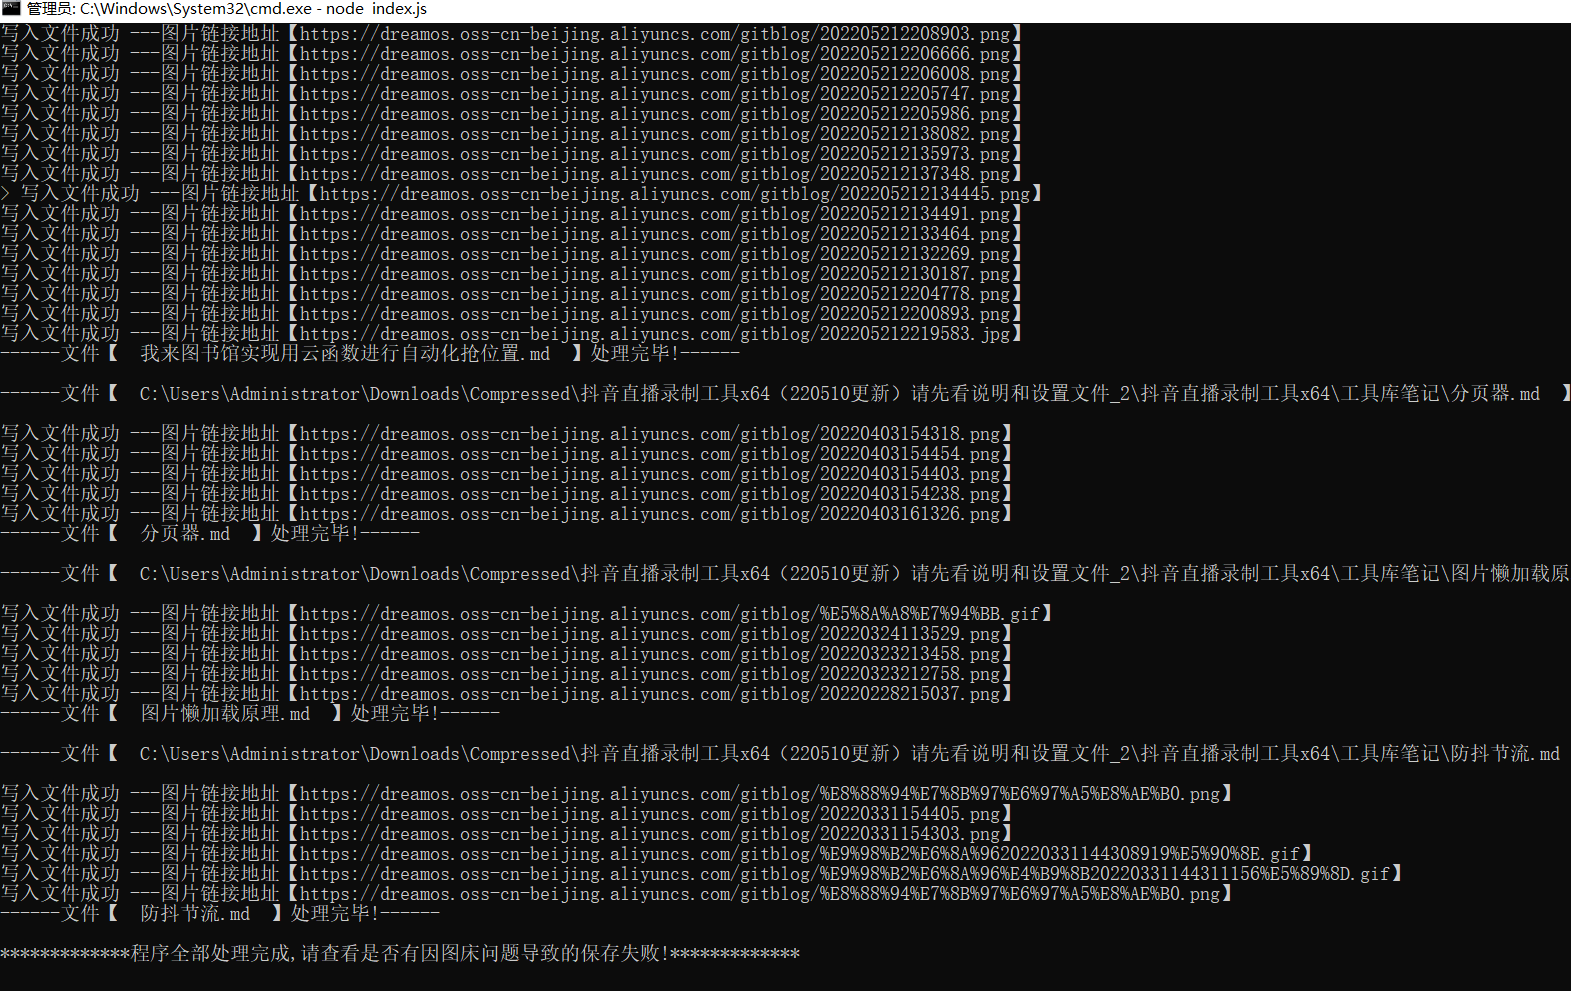 管理员: C:\Windows\System32\cmd.exe - node  index.js
写入文件成功 ---图片链接地址【https://dreamos.oss-cn-beijing.aliyuncs.com/gitblog/202205212208903.png】
写入文件成功 ---图片链接地址【https://dreamos.oss-cn-beijing.aliyuncs.com/gitblog/202205212206666.png】
写入文件成功 ---图片链接地址【https://dreamos.oss-cn-beijing.aliyuncs.com/gitblog/202205212206008.png】
写入文件成功 ---图片链接地址【https://dreamos.oss-cn-beijing.aliyuncs.com/gitblog/202205212205747.png】
写入文件成功 ---图片链接地址【https://dreamos.oss-cn-beijing.aliyuncs.com/gitblog/202205212205986.png】
写入文件成功 ---图片链接地址【https://dreamos.oss-cn-beijing.aliyuncs.com/gitblog/202205212138082.png】
写入文件成功 ---图片链接地址【https://dreamos.oss-cn-beijing.aliyuncs.com/gitblog/202205212135973.png】
写入文件成功 ---图片链接地址【https://dreamos.oss-cn-beijing.aliyuncs.com/gitblog/202205212137348.png】
> 写入文件成功 ---图片链接地址【https://dreamos.oss-cn-beijing.aliyuncs.com/gitblog/202205212134445.png】
写入文件成功 ---图片链接地址【https://dreamos.oss-cn-beijing.aliyuncs.com/gitblog/202205212134491.png】
写入文件成功 ---图片链接地址【https://dreamos.oss-cn-beijing.aliyuncs.com/gitblog/202205212133464.png】
写入文件成功 ---图片链接地址【https://dreamos.oss-cn-beijing.aliyuncs.com/gitblog/202205212132269.png】
写入文件成功 ---图片链接地址【https://dreamos.oss-cn-beijing.aliyuncs.com/gitblog/202205212130187.png】
写入文件成功 ---图片链接地址【https://dreamos.oss-cn-beijing.aliyuncs.com/gitblog/202205212204778.png】
写入文件成功 ---图片链接地址【https://dreamos.oss-cn-beijing.aliyuncs.com/gitblog/202205212200893.png】
写入文件成功 ---图片链接地址【https://dreamos.oss-cn-beijing.aliyuncs.com/gitblog/202205212219583.jpg】
------文件【  我来图书馆实现用云函数进行自动化抢位置.md  】处理完毕!------
------文件【  C:\Users\Administrator\Downloads\Compressed\抖音直播录制工具x64（220510更新）请先看说明和设置文件_2\抖音直播录制工具x64\工具库笔记\分页器.md  】
写入文件成功 ---图片链接地址【https://dreamos.oss-cn-beijing.aliyuncs.com/gitblog/20220403154318.png】
写入文件成功 ---图片链接地址【https://dreamos.oss-cn-beijing.aliyuncs.com/gitblog/20220403154454.png】
写入文件成功 ---图片链接地址【https://dreamos.oss-cn-beijing.aliyuncs.com/gitblog/20220403154403.png】
写入文件成功 ---图片链接地址【https://dreamos.oss-cn-beijing.aliyuncs.com/gitblog/20220403154238.png】
写入文件成功 ---图片链接地址【https://dreamos.oss-cn-beijing.aliyuncs.com/gitblog/20220403161326.png】
------文件【  分页器.md  】处理完毕!------
------文件【  C:\Users\Administrator\Downloads\Compressed\抖音直播录制工具x64（220510更新）请先看说明和设置文件_2\抖音直播录制工具x64\工具库笔记\图片懒加载原
写入文件成功 ---图片链接地址【https://dreamos.oss-cn-beijing.aliyuncs.com/gitblog/%E5%8A%A8%E7%94%BB.gif】
写入文件成功 ---图片链接地址【https://dreamos.oss-cn-beijing.aliyuncs.com/gitblog/20220324113529.png】
写入文件成功 ---图片链接地址【https://dreamos.oss-cn-beijing.aliyuncs.com/gitblog/20220323213458.png】
写入文件成功 ---图片链接地址【https://dreamos.oss-cn-beijing.aliyuncs.com/gitblog/20220323212758.png】
写入文件成功 ---图片链接地址【https://dreamos.oss-cn-beijing.aliyuncs.com/gitblog/20220228215037.png】
------文件【  图片懒加载原理.md  】处理完毕!------
------文件【  C:\Users\Administrator\Downloads\Compressed\抖音直播录制工具x64（220510更新）请先看说明和设置文件_2\抖音直播录制工具x64\工具库笔记\防抖节流.md
写入文件成功 ---图片链接地址【https://dreamos.oss-cn-beijing.aliyuncs.com/gitblog/%E8%88%94%E7%8B%97%E6%97%A5%E8%AE%B0.png】
写入文件成功 ---图片链接地址【https://dreamos.oss-cn-beijing.aliyuncs.com/gitblog/20220331154405.png】
写入文件成功 ---图片链接地址【https://dreamos.oss-cn-beijing.aliyuncs.com/gitblog/20220331154303.png】
写入文件成功 ---图片链接地址【https://dreamos.oss-cn-beijing.aliyuncs.com/gitblog/%E9%98%B2%E6%8A%9620220331144308919%E5%90%8E.gif】
写入文件成功 ---图片链接地址【https://dreamos.oss-cn-beijing.aliyuncs.com/gitblog/%E9%98%B2%E6%8A%96%E4%B9%8B20220331144311156%E5%89%8D.gif】
写入文件成功 ---图片链接地址【https://dreamos.oss-cn-beijing.aliyuncs.com/gitblog/%E8%88%94%E7%8B%97%E6%97%A5%E8%AE%B0.png】
------文件【  防抖节流.md  】处理完毕!------
*************程序全部处理完成,请查看是否有因图床问题导致的保存失败!*************